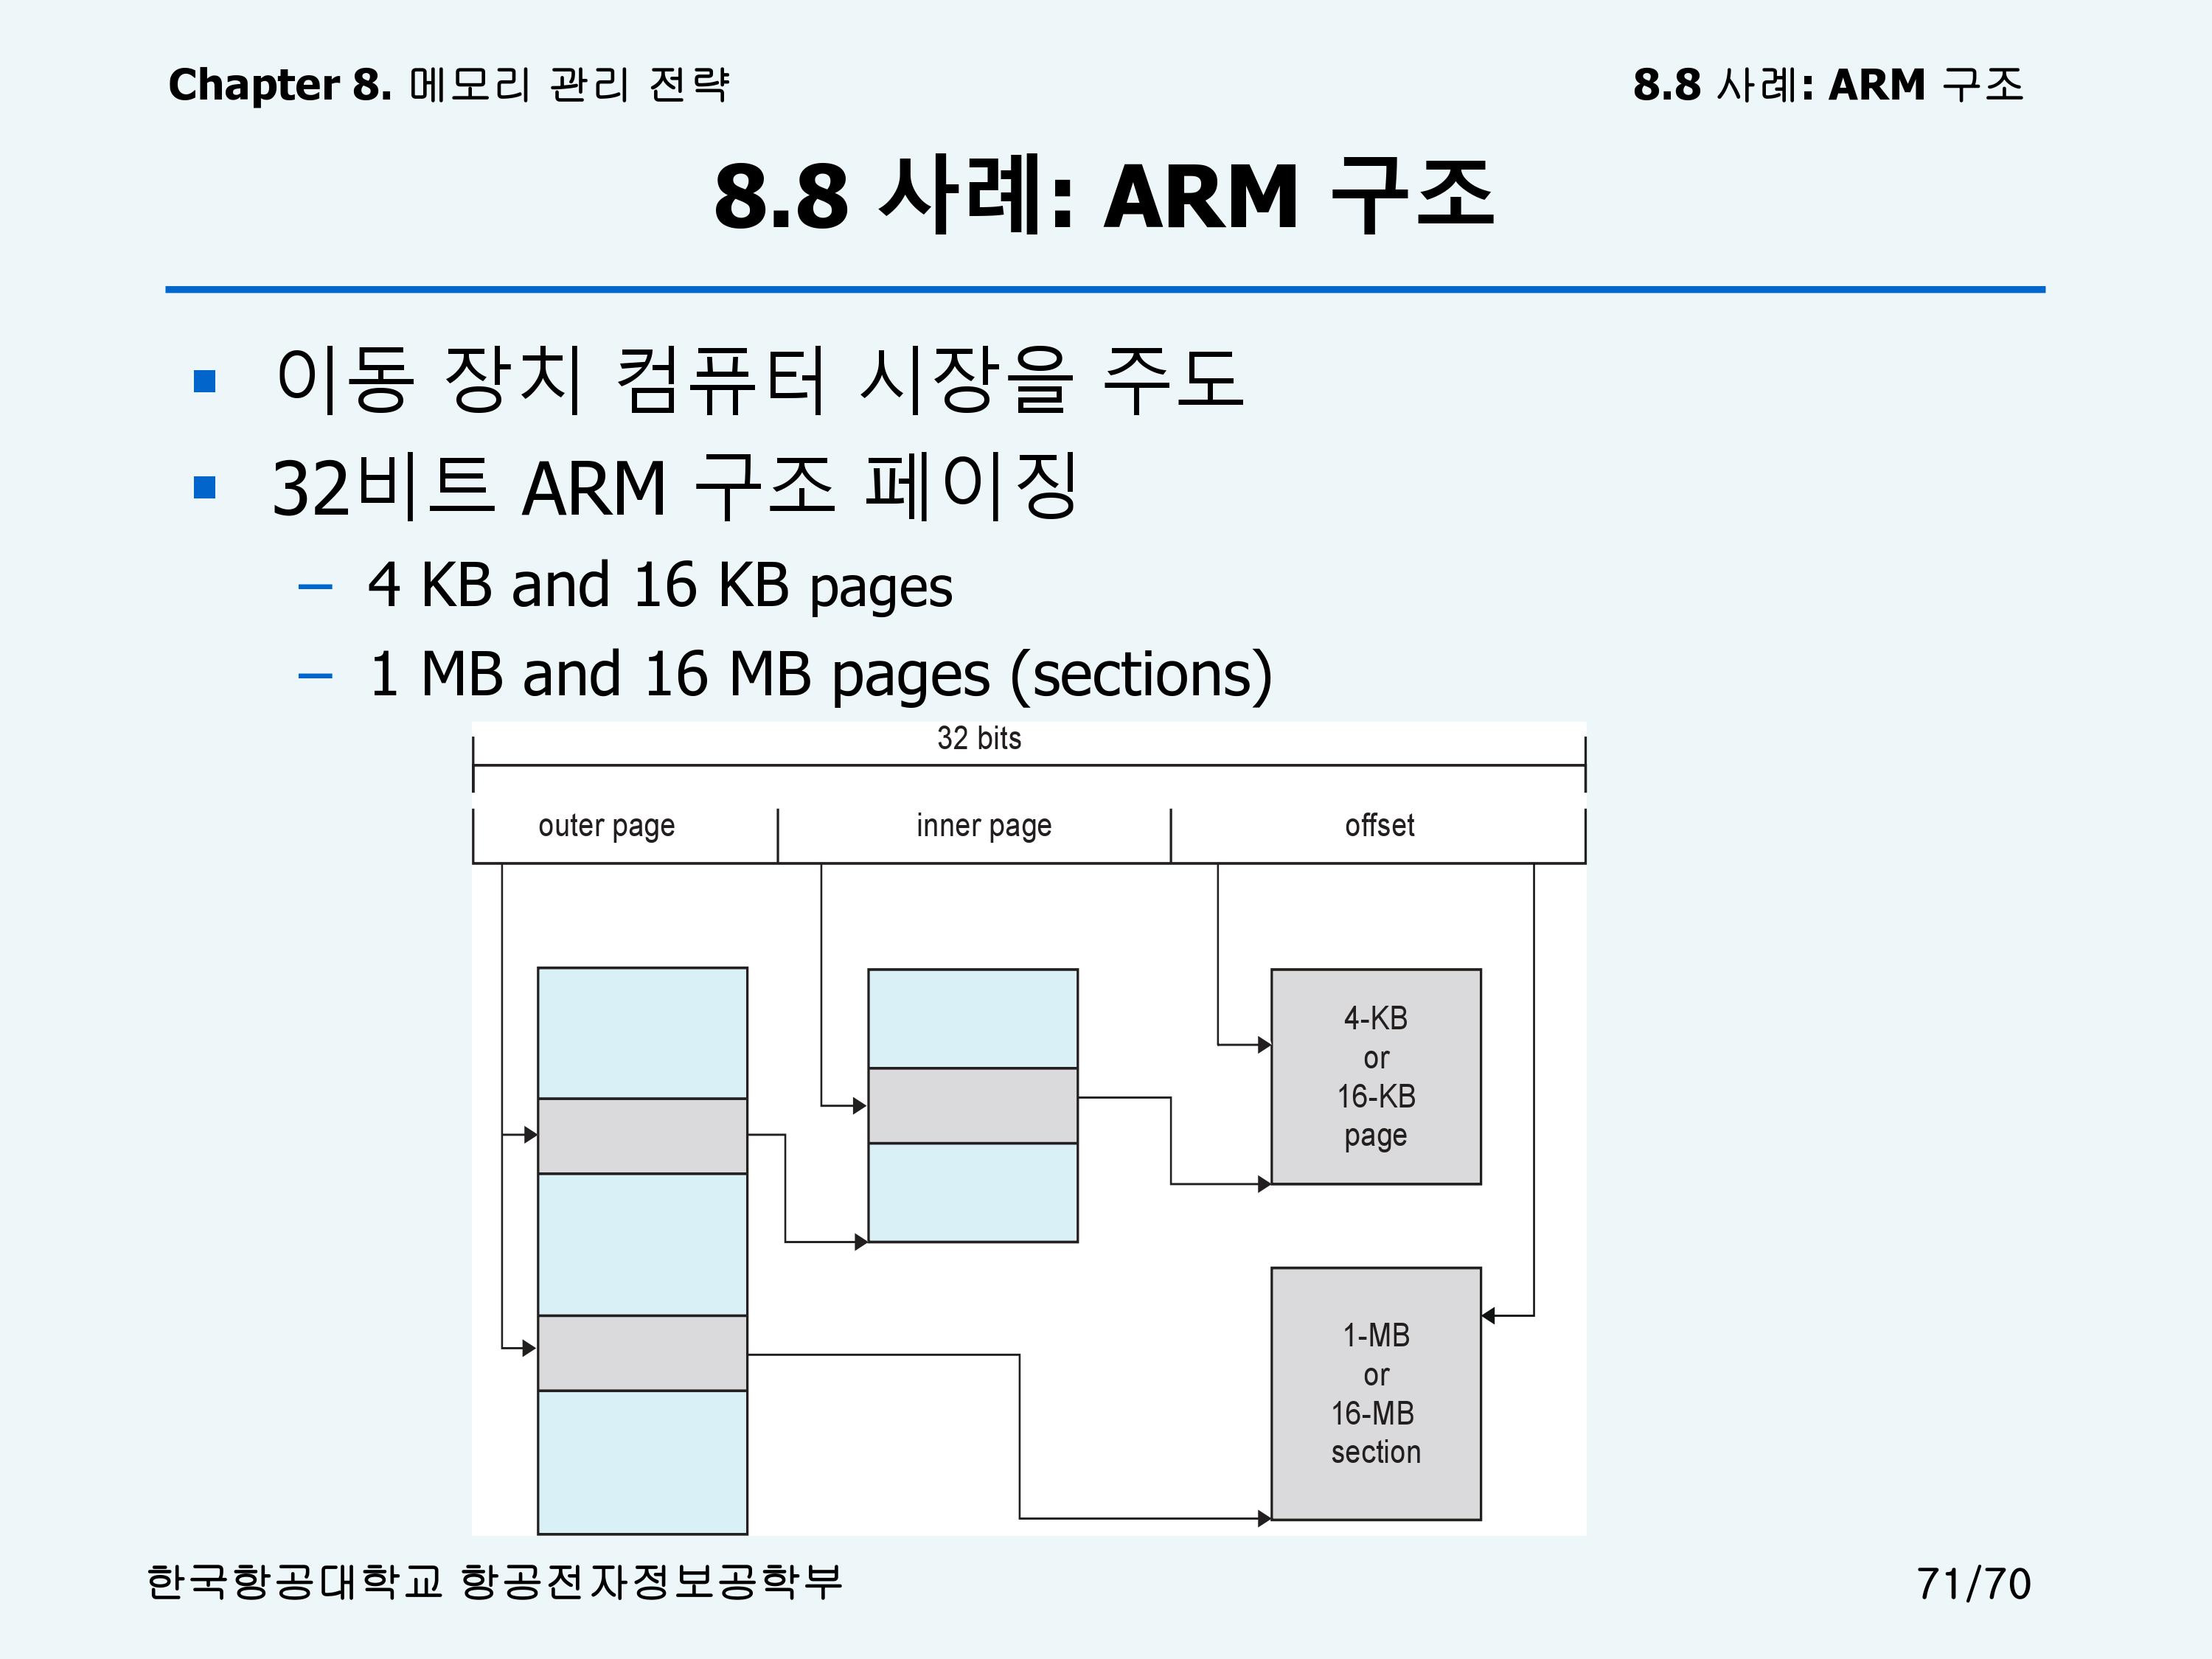 Chapter 8. 메모리 관리 전략
8.8 사례: ARM 구조
8.8 사례: ARM 구조
▪ 이동 장치 컴퓨터 시장을 주도
▪ 32비트 ARM 구조 페이징
– 4 KB and 16 KB pages
– 1 MB and 16 MB pages (sections)
32 bits
outer page
inner page
offset
4-KB
or
16-KB
page
1-MB
or
16-MB
section
한국항공대학교 항공전자정보공학부
71/70